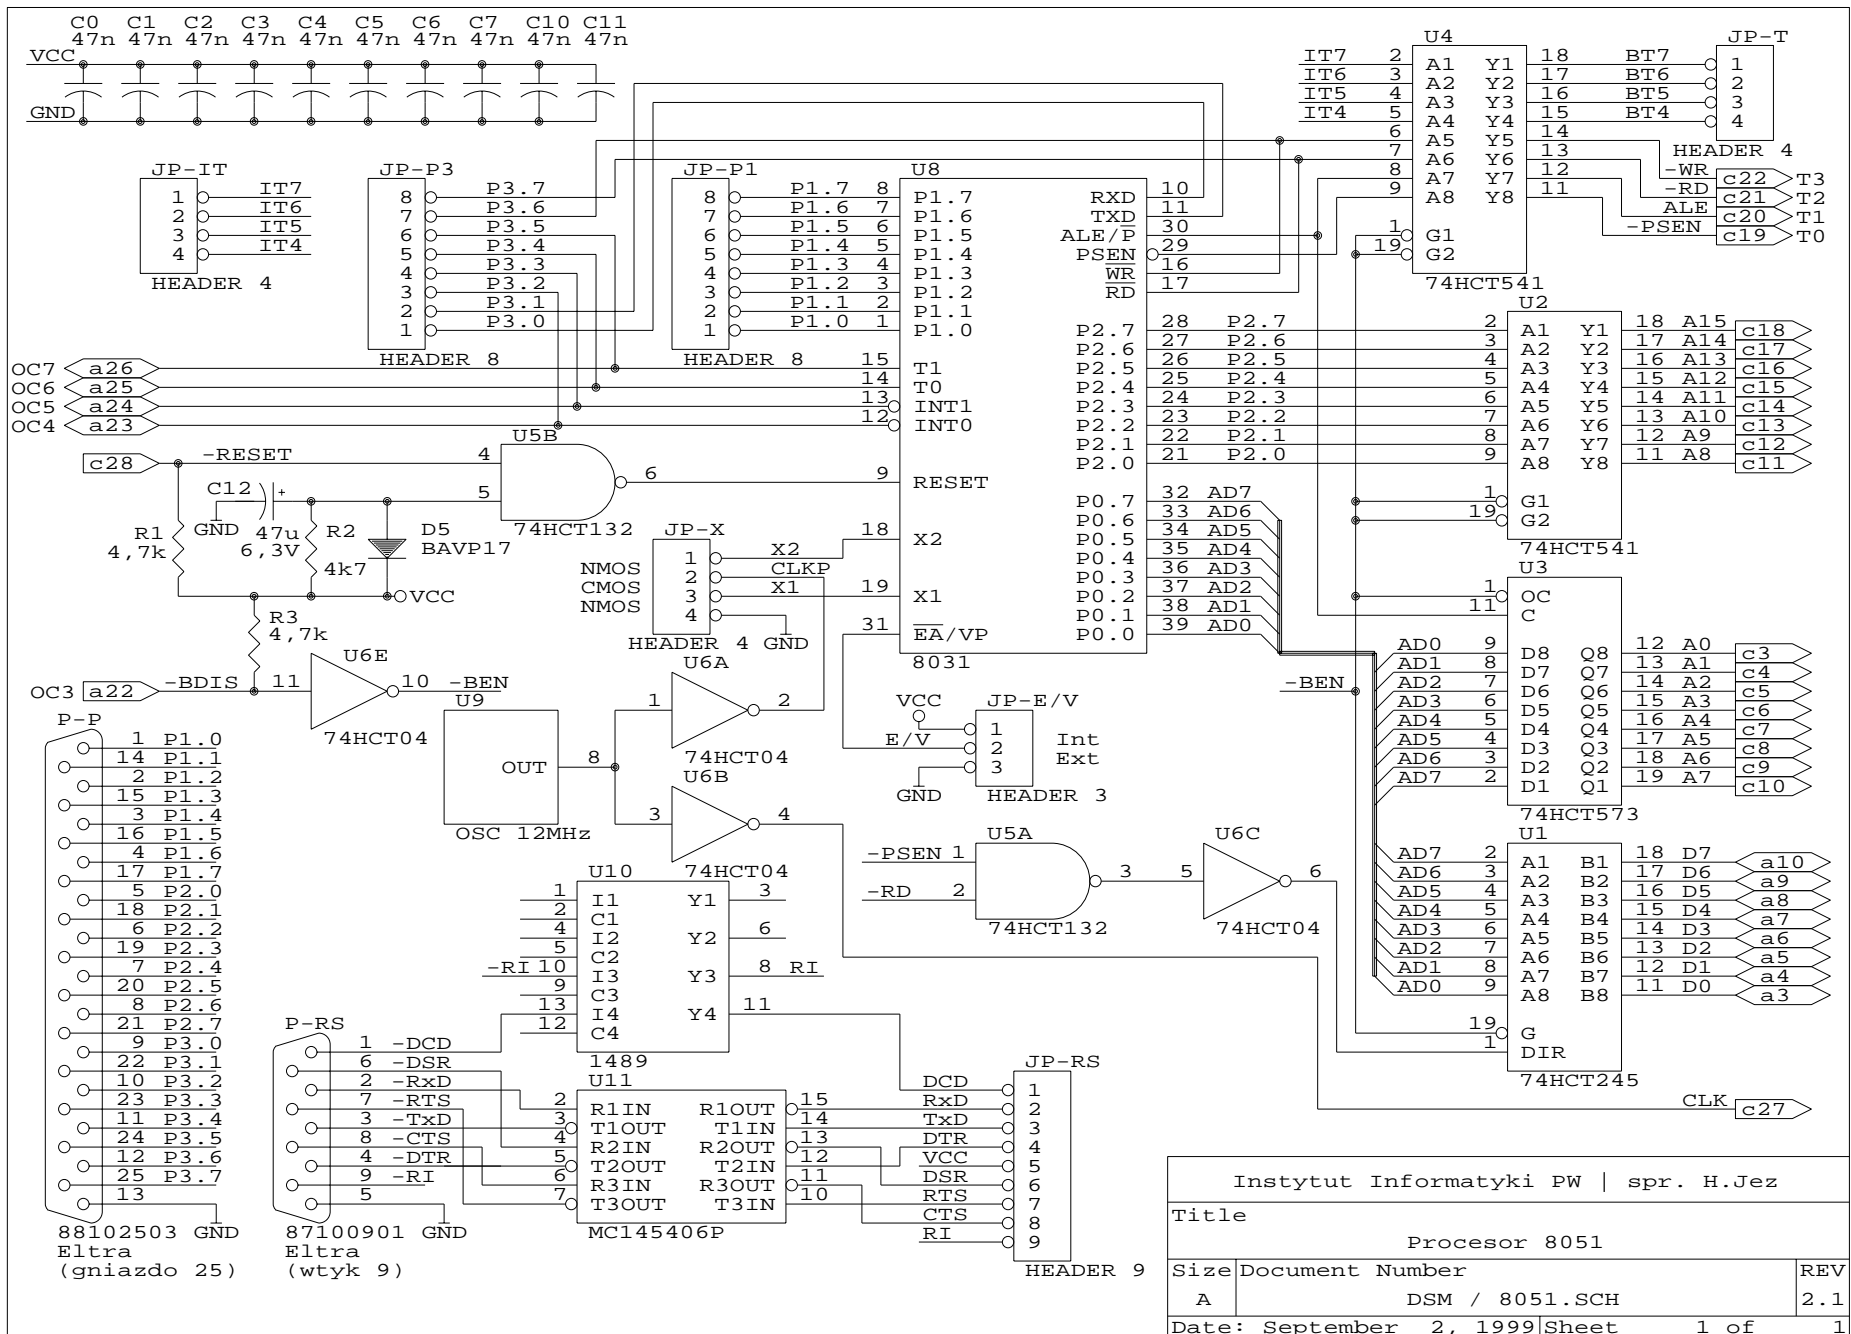 C0 C1 C2 C3 C4 C5 C6 C7 C10 C11
47n 47n 47n 47n 47n 47n 47n 47n 47n 47n
VCC
GND
JP-IT
1 IT7
2 IT6
3 IT5
4 IT4
HEADER 4
JP-P3
8 P3.7
7 P3.6
6 P3.5
5 P3.4
4 P3.3
3 P3.2
2 P3.1
1 P3.0
HEADER 8
JP-P1
8 P1.7 8
7 P1.6 7
6 P1.5 6
5 P1.4 5
4 P1.3 4
3 P1.2 3
2 P1.1 2
1 P1.0 1
HEADER 8
U8
P1.7 RXD 10
P1.6 TXD 11
P1.5 ALE/P 30
P1.4 PSEN 29
P1.3 WR 16
P1.2 RD 17
P1.1
P1.0 P2.7 28 P2.7
P2.6 27 P2.6
15 T1 P2.5 26 P2.5
14 T0 P2.4 25 P2.4
13 INT1 P2.3 24 P2.3
12 INT0 P2.2 23 P2.2
P2.1 22 P2.1
P2.0 21 P2.0
9 RESET
P0.7 32 AD7
P0.6 33 AD6
18 X2 P0.5 34 AD5
P0.4 35 AD4
P0.3 36 AD3
19 X1 P0.2 37 AD2
P0.1 38 AD1
31 EA/VP P0.0 39 AD0
8031
U4
IT7 2 A1 Y1 18 BT7
IT6 3 A2 Y2 17 BT6
IT5 4 A3 Y3 16 BT5
IT4 5 A4 Y4 15 BT4
6 A5 Y5 14
7 A6 Y6 13
8 A7 Y7 12
9 A8 Y8 11
1 G1
19 G2
74HCT541
JP-T
1
2
3
4
HEADER 4
-WR c22 T3
-RD c21 T2
ALE c20 T1
-PSEN c19 T0
U2
2 A1 Y1 18 A15 c18
3 A2 Y2 17 A14 c17
4 A3 Y3 16 A13 c16
5 A4 Y4 15 A12 c15
6 A5 Y5 14 A11 c14
7 A6 Y6 13 A10 c13
8 A7 Y7 12 A9 c12
9 A8 Y8 11 A8 c11
1 G1
19 G2
74HCT541
OC7 a26
OC6 a25
OC5 a24
OC4 a23
c28 -RESET
U5B
4
5
6
74HCT132
C12 +
GND 47u
6,3V
R1
4,7k
R2
4k7
D5
BAVP17
VCC
R3
4,7k
JP-X
NMOS 1 X2
CMOS 2 CLKP
NMOS 3 X1
4
HEADER 4 GND
OC3 a22 -BDIS
U6E
11 10 -BEN
74HCT04
U9
OUT 8
OSC 12MHz
U6A
1 2
74HCT04
U6B
3 4
74HCT04
VCC JP-E/V
1
E/V 2 Int
3 Ext
GND HEADER 3
U3
1 OC
11 C
AD0 9 D8 Q8 12 A0 c3
AD1 8 D7 Q7 13 A1 c4
AD2 7 D6 Q6 14 A2 c5
AD3 6 D5 Q5 15 A3 c6
AD4 5 D4 Q4 16 A4 c7
AD5 4 D3 Q3 17 A5 c8
AD6 3 D2 Q2 18 A6 c9
AD7 2 D1 Q1 19 A7 c10
74HCT573
-BEN
U5A
-PSEN 1
-RD 2
3
74HCT132
U6C
5 6
74HCT04
U1
AD7 2 A1 B1 18 D7 a10
AD6 3 A2 B2 17 D6 a9
AD5 4 A3 B3 16 D5 a8
AD4 5 A4 B4 15 D4 a7
AD3 6 A5 B5 14 D3 a6
AD2 7 A6 B6 13 D2 a5
AD1 8 A7 B7 12 D1 a4
AD0 9 A8 B8 11 D0 a3
19 G
1 DIR
74HCT245
CLK c27
P-P
1 P1.0
14 P1.1
2 P1.2
15 P1.3
3 P1.4
16 P1.5
4 P1.6
17 P1.7
5 P2.0
18 P2.1
6 P2.2
19 P2.3
7 P2.4
20 P2.5
8 P2.6
21 P2.7
9 P3.0
22 P3.1
10 P3.2
23 P3.3
11 P3.4
24 P3.5
12 P3.6
25 P3.7
13
88102503 GND
Eltra
(gniazdo 25)
P-RS
1 -DCD
6 -DSR
2 -RxD
7 -RTS
3 -TxD
8 -CTS
4 -DTR
9 -RI
5
87100901 GND
Eltra
(wtyk 9)
U10
1 I1 Y1 3
2 C1
4 I2 Y2 6
5 C2
-RI 10 I3 Y3 8 RI
9 C3
13 I4 Y4 11
12 C4
1489
U11
2 R1IN R1OUT 15
3 T1OUT T1IN 14
4 R2IN R2OUT 13
5 T2OUT T2IN 12
6 R3IN R3OUT 11
7 T3OUT T3IN 10
MC145406P
JP-RS
DCD 1
RxD 2
TxD 3
DTR 4
VCC 5
DSR 6
RTS 7
CTS 8
RI 9
HEADER 9
Instytut Informatyki PW | spr. H.Jez
Title
Procesor 8051
Size Document Number REV
A DSM / 8051.SCH 2.1
Date: September 2, 1999 Sheet 1 of 1